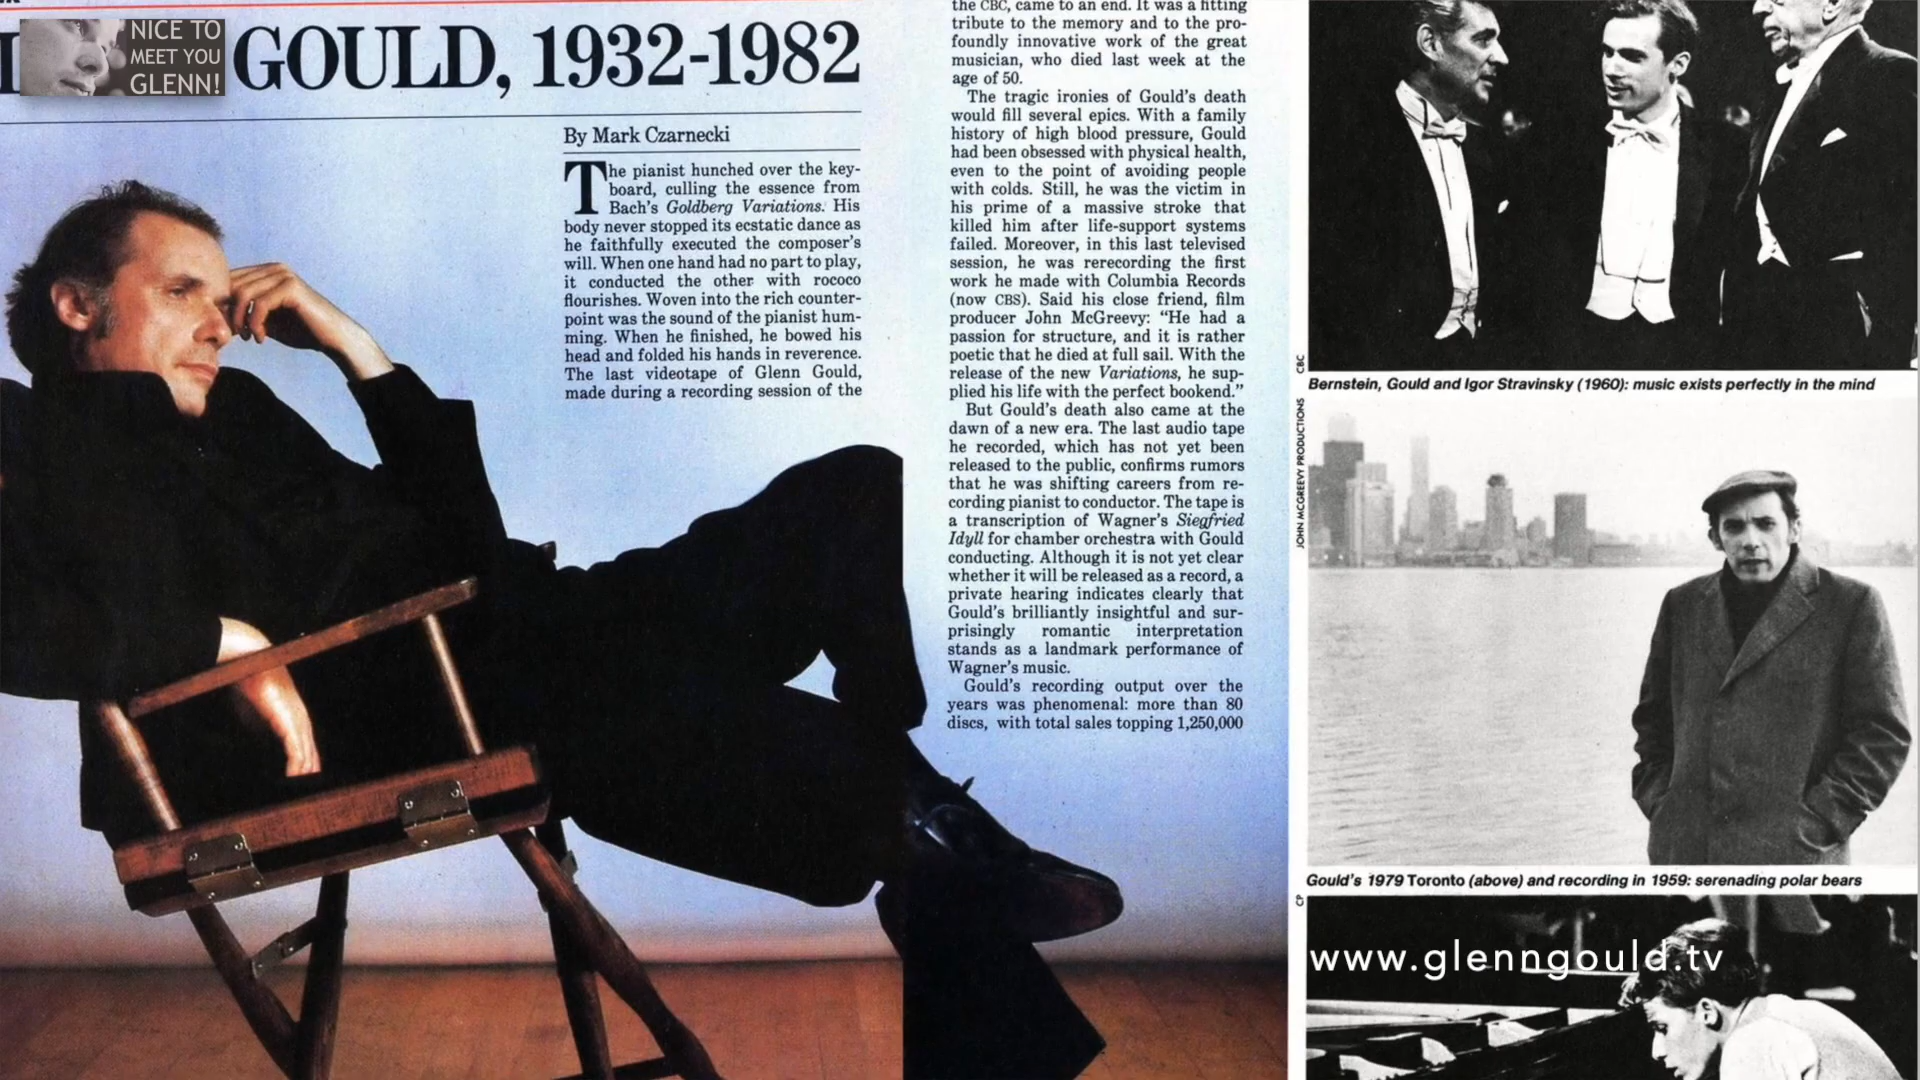 NICE TO
MEET YOU
GLENN!
GOULD, 1932-1982
By Mark Czarnecki
The pianist hunched over the key-
board, culling the essence from
Bach's Goldberg Variations. His
body never stopped its ecstatic dance as
he faithfully executed the composer's
will. When one hand had no part to play,
it conducted the other with rococo
flourishes. Woven into the rich counter-
point was the sound of the pianist hum-
ming. When he finished, he bowed his
head and folded his hands in reverence.
The last videotape of Glenn Gould,
made during a recording session of the
the CBC, came to an end. It was a fitting
tribute to the memory and to the pro-
foundly innovative work of the great
musician, who died last week at the
age of 50.
The tragic ironies of Gould's death
would fill several epics. With a family
history of high blood pressure, Gould
had been obsessed with physical health,
even to the point of avoiding people
with colds. Still, he was the victim in
his prime of a massive stroke that
killed him after life-support systems
failed. Moreover, in this last televised
session, he was rerecording the first
work he made with Columbia Records
(now CBS). Said his close friend, film
producer John McGreevy: “He had a
passion for structure, and it is rather
poetic that he died at full sail. With the
release of the new Variations, he sup-
plied his life with the perfect bookend.”
But Gould's death also came at the
dawn of a new era. The last audio tape
he recorded, which has not yet been
released to the public, confirms rumors
that he was shifting careers from re-
cording pianist to conductor. The tape is
a transcription of Wagner's Siegfried
Idyll for chamber orchestra with Gould
conducting. Although it is not yet clear
whether it will be released as a record, a
private hearing indicates clearly that
Gould's brilliantly insightful and sur-
prisingly romantic interpretation
stands as a landmark performance of
Wagner's music.
Gould's recording output over the
years was phenomenal: more than 80
discs, with total sales topping 1,250,000
CBC
Bernstein, Gould and Igor Stravinsky (1960): music exists perfectly in the mind
JOHN MCGREEVY PRODUCTIONS
Gould's 1979 Toronto (above) and recording in 1959: serenading polar bears
CP
www.glenngould.tv